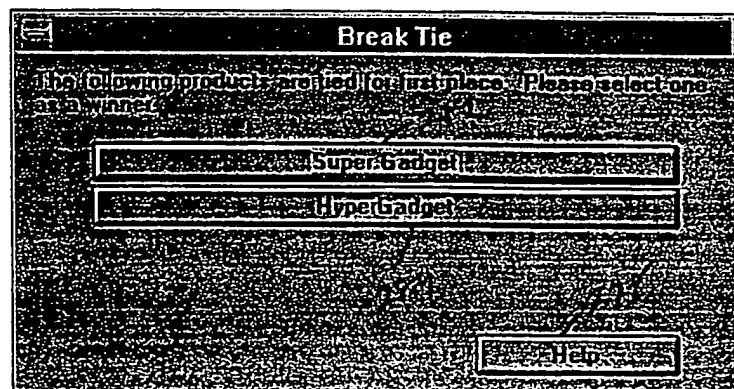 Break Tie
The following products are tied for first place. Please select one
as a winner.
Super Gadget
HyperGadget
Help